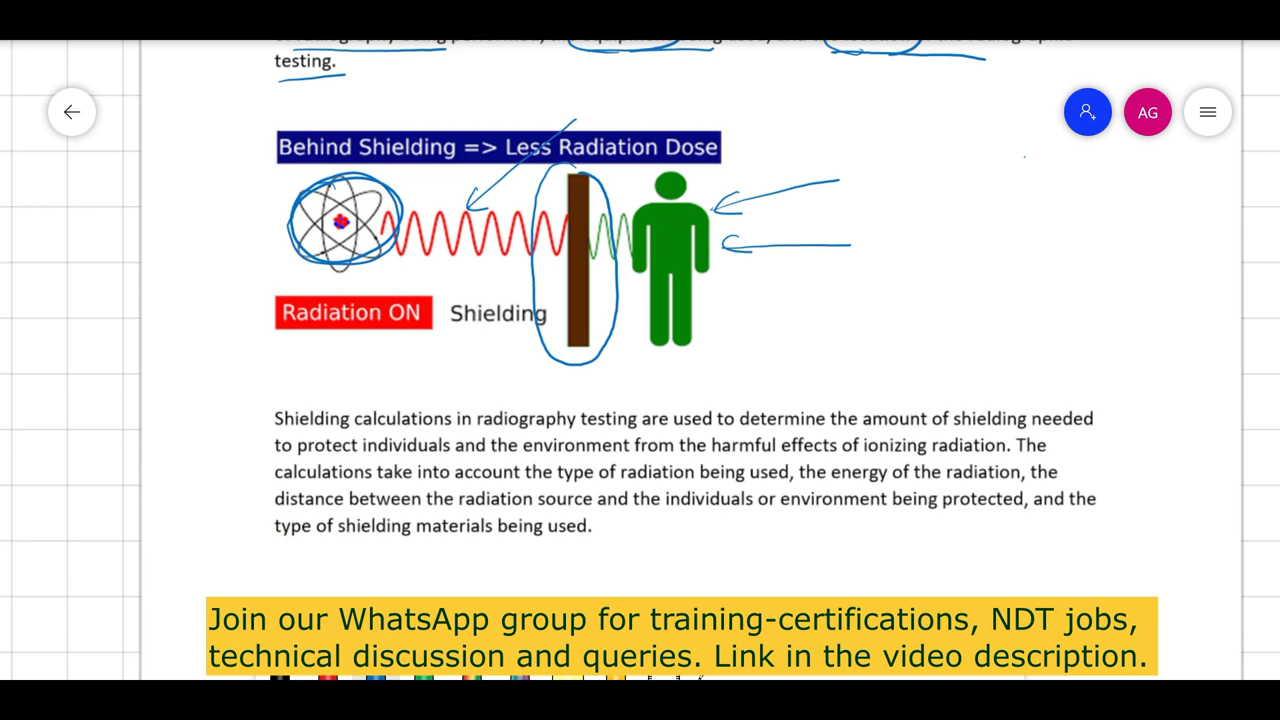 testing.
AG
Behind Shielding => Less Radiation Dose
Radiation ON
Shielding
Shielding calculations in radiography testing are used to determine the amount of shielding needed
to protect individuals and the environment from the harmful effects of ionizing radiation. The
calculations take into account the type of radiation being used, the energy of the radiation, the
distance between the radiation source and the individuals or environment being protected, and the
type of shielding materials being used.
Join our WhatsApp group for training-certifications, NDT jobs,
technical discussion and queries. Link in the video description.